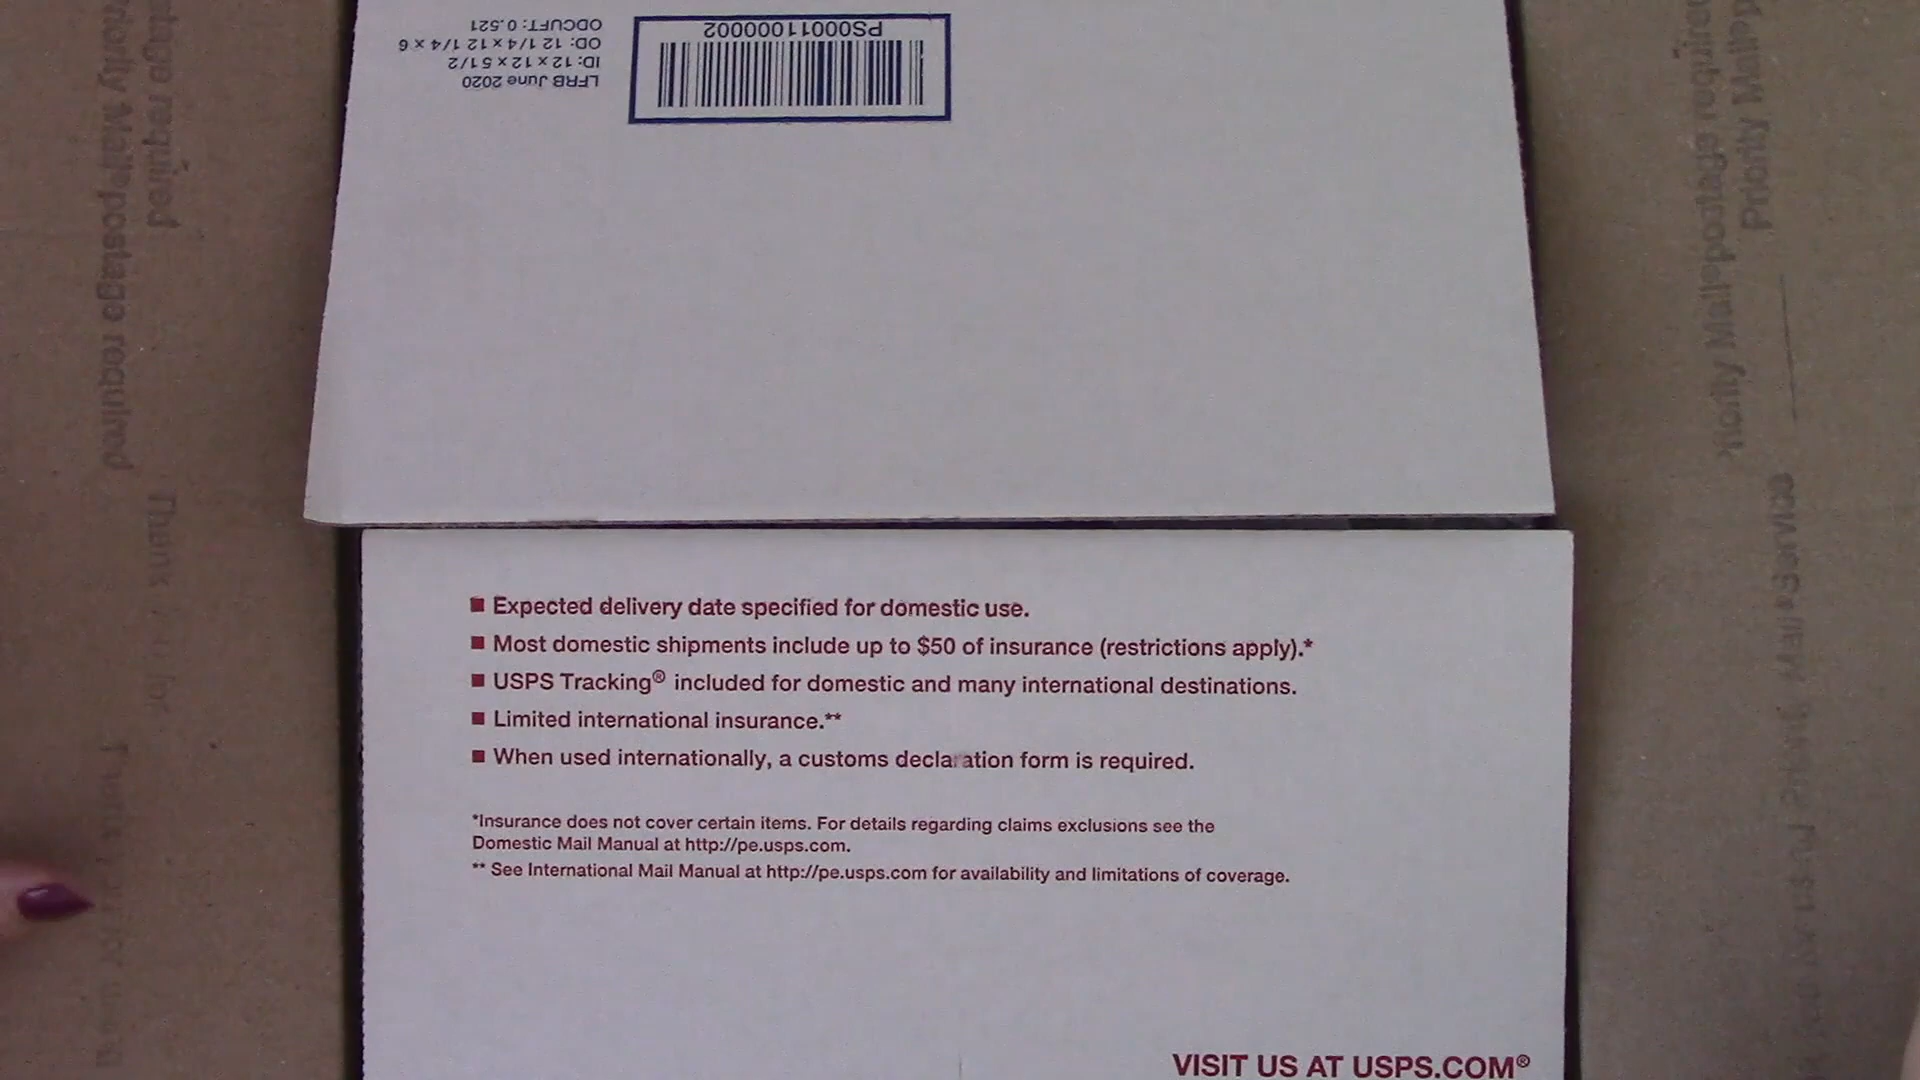 PS00011000002
LFRB June 2020
ID: 12 x 12 x 5 1/2
OD: 12 1/4 x 12 1/4 x 6
ODCUFT: 0.521
Expected delivery date specified for domestic use.
Most domestic shipments include up to $50 of insurance (restrictions apply).*
USPS Tracking® included for domestic and many international destinations.
Limited international insurance.**
When used internationally, a customs declaration form is required.
*Insurance does not cover certain items. For details regarding claims exclusions see the
Domestic Mail Manual at http://pe.usps.com.
** See International Mail Manual at http://pe.usps.com for availability and limitations of coverage.
VISIT US AT USPS.COM®
required
Priority Mail postage required
Priority Mail
Priority Mail postage require
Service